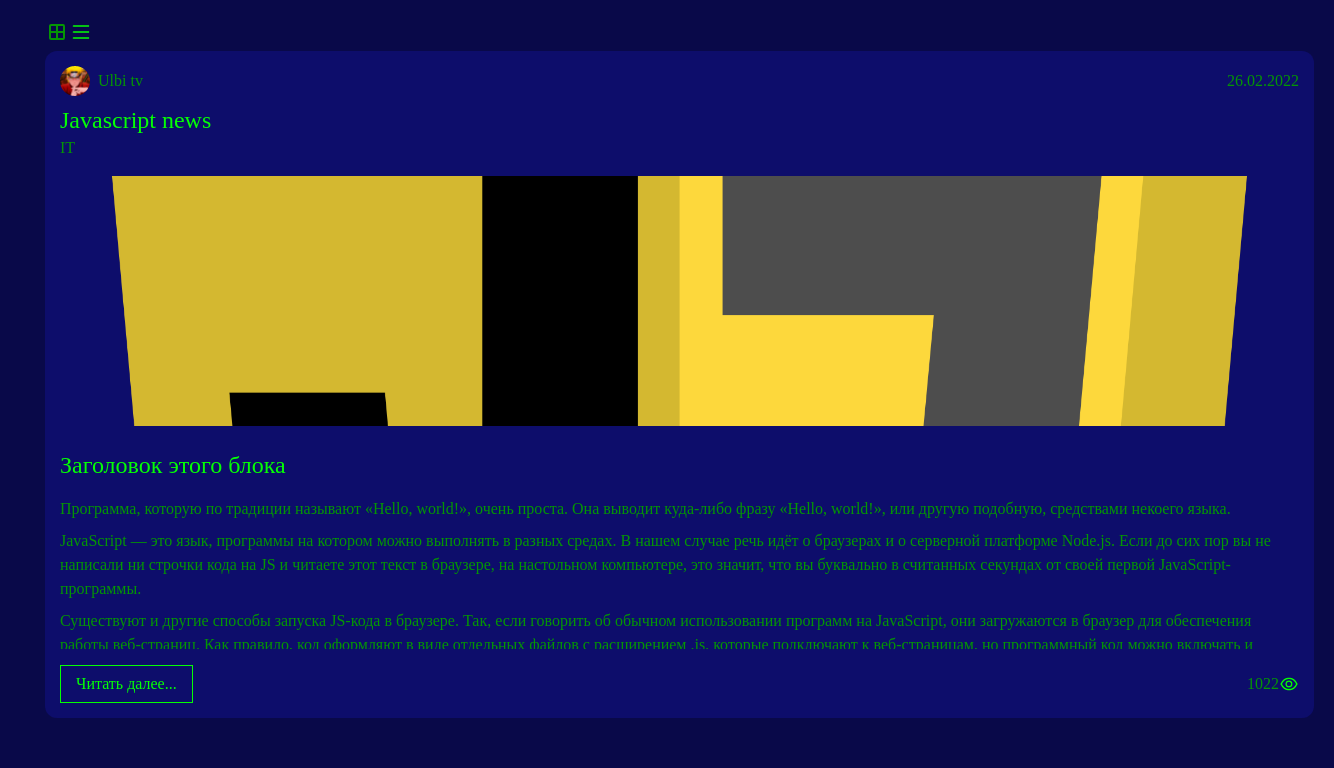 Ulbi tv
26.02.2022
Javascript news
IT
Заголовок этого блока
Программа, которую по традиции называют «Hello, world!», очень проста. Она выводит куда-либо фразу «Hello, world!», или другую подобную, средствами некоего языка.
JavaScript — это язык, программы на котором можно выполнять в разных средах. В нашем случае речь идёт о браузерах и о серверной платформе Node.js. Если до сих пор вы не
написали ни строчки кода на JS и читаете этот текст в браузере, на настольном компьютере, это значит, что вы буквально в считанных секундах от своей первой JavaScript-
программы.
Существуют и другие способы запуска JS-кода в браузере. Так, если говорить об обычном использовании программ на JavaScript, они загружаются в браузер для обеспечения
работы веб-страниц. Как правило, код оформляют в виде отдельных файлов с расширением .js, которые подключают к веб-страницам, но программный код можно включать и
Читать далее...
1022